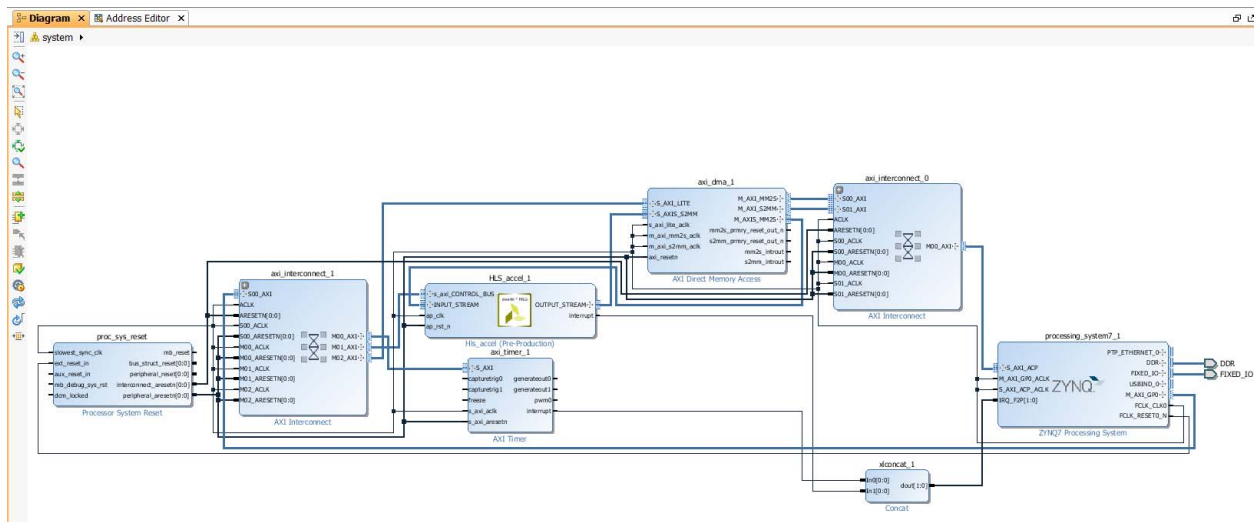 Diagram
Address Editor
system
axi_dma_1
S_AXI_LITE
S_AXIS_S2MM
s_axi_lite_aclk
m_axi_mm2s_aclk
m_axi_s2mm_aclk
axi_resetn
M_AXI_MM2S
M_AXI_S2MM
M_AXIS_MM2S
mm2s_prmry_reset_out_n
s2mm_prmry_reset_out_n
mm2s_introut
s2mm_introut
AXI Direct Memory Access
axi_interconnect_0
S00_AXI
S01_AXI
ACLK
ARESETN[0:0]
S00_ACLK
S00_ARESETN[0:0]
M00_ACLK
M00_ARESETN[0:0]
S01_ACLK
S01_ARESETN[0:0]
M00_AXI
AXI Interconnect
axi_interconnect_1
S00_AXI
ACLK
ARESETN[0:0]
S00_ACLK
S00_ARESETN[0:0]
M00_ACLK
M00_ARESETN[0:0]
M01_ACLK
M01_ARESETN[0:0]
M02_ACLK
M02_ARESETN[0:0]
M00_AXI
M01_AXI
M02_AXI
AXI Interconnect
HLS_accel_1
s_axi_CONTROL_BUS
INPUT_STREAM
ap_clk
ap_rst_n
OUTPUT_STREAM
interrupt
Hls_accel (Pre-Production)
axi_timer_1
S_AXI
capturetrig0
capturetrig1
freeze
s_axi_aclk
s_axi_aresetn
generateout0
generateout1
pwm0
interrupt
AXI Timer
proc_sys_reset
slowest_sync_clk
ext_reset_in
aux_reset_in
mb_debug_sys_rst
dcm_locked
mb_reset
bus_struct_reset[0:0]
peripheral_reset[0:0]
interconnect_aresetn[0:0]
peripheral_aresetn[0:0]
Processor System Reset
processing_system7_1
S_AXI_ACP
M_AXI_GP0_ACLK
S_AXI_ACP_ACLK
IRQ_F2P[1:0]
ZYNQ
PTP_ETHERNET_0
DDR
FIXED_IO
USBIND_0
M_AXI_GP0
FCLK_CLK0
FCLK_RESET0_N
ZYNQ7 Processing System
DDR
FIXED_IO
xlconcat_1
In0[0:0]
In1[0:0]
dout[1:0]
Concat